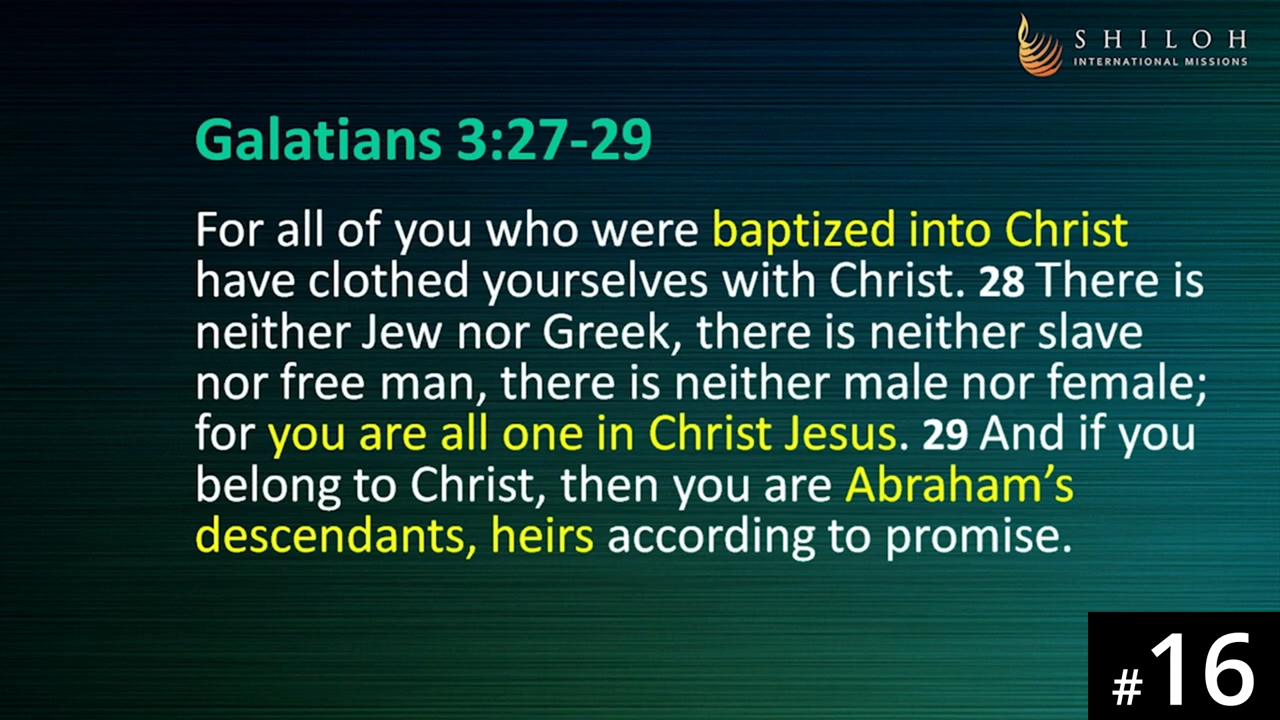 SHILOH
INTERNATIONAL MISSIONS
Galatians 3:27-29
For all of you who were baptized into Christ
have clothed yourselves with Christ. 28 There is
neither Jew nor Greek, there is neither slave
nor free man, there is neither male nor female;
for you are all one in Christ Jesus. 29 And if you
belong to Christ, then you are Abraham’s
descendants, heirs according to promise.
#16